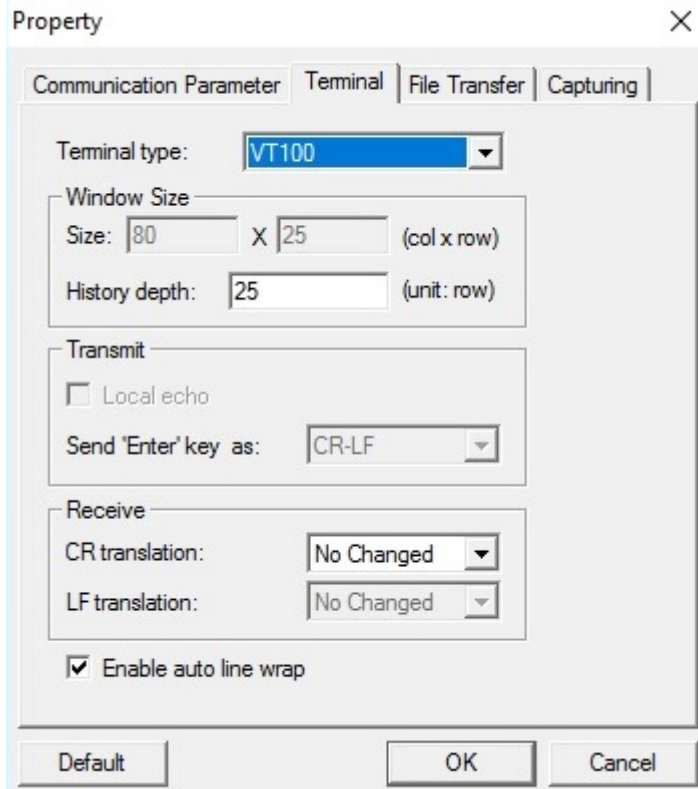 Property
Communication Parameter Terminal File Transfer Capturing
Terminal type: VT100
Window Size
Size: 80 X 25 (col x row)
History depth: 25 (unit: row)
Transmit
Local echo
Send 'Enter' key as: CR-LF
Receive
CR translation: No Changed
LF translation: No Changed
Enable auto line wrap
Default OK Cancel